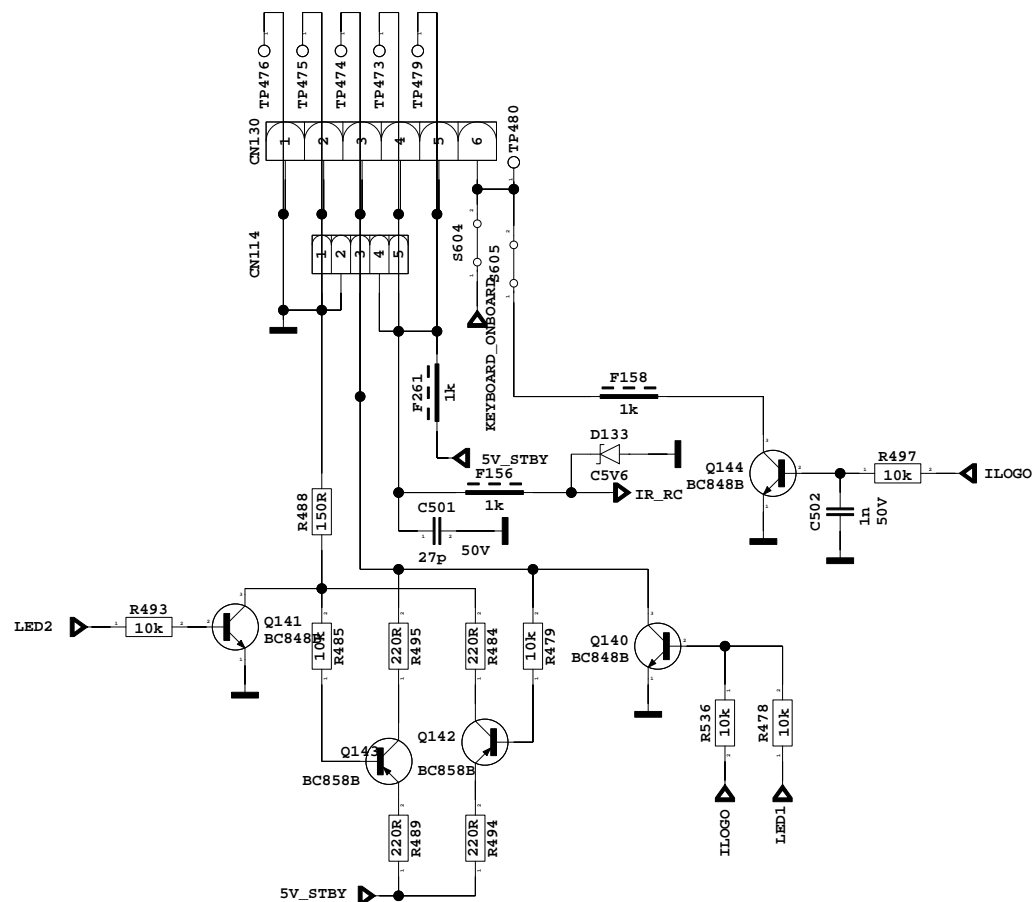 TP476
TP475
TP474
TP473
TP479
TP480
CN130
1
2
3
4
5
6
CN114
1
2
3
4
5
S604
S605
KEYBOARD_ONBOARD
F261
1k
5V_STBY
F158
1k
D133
C5V6
F156
1k
IR_RC
Q144
BC848B
R497
10k
ILOGO
C502
1n
50V
R488
150R
C501
27p
50V
LED2
R493
10k
Q141
BC848B
10k
R485
220R
R495
220R
R484
10k
R479
Q140
BC848B
R536
10k
R478
10k
Q143
BC858B
Q142
BC858B
220R
R489
220R
R494
ILOGO
LED1
5V_STBY